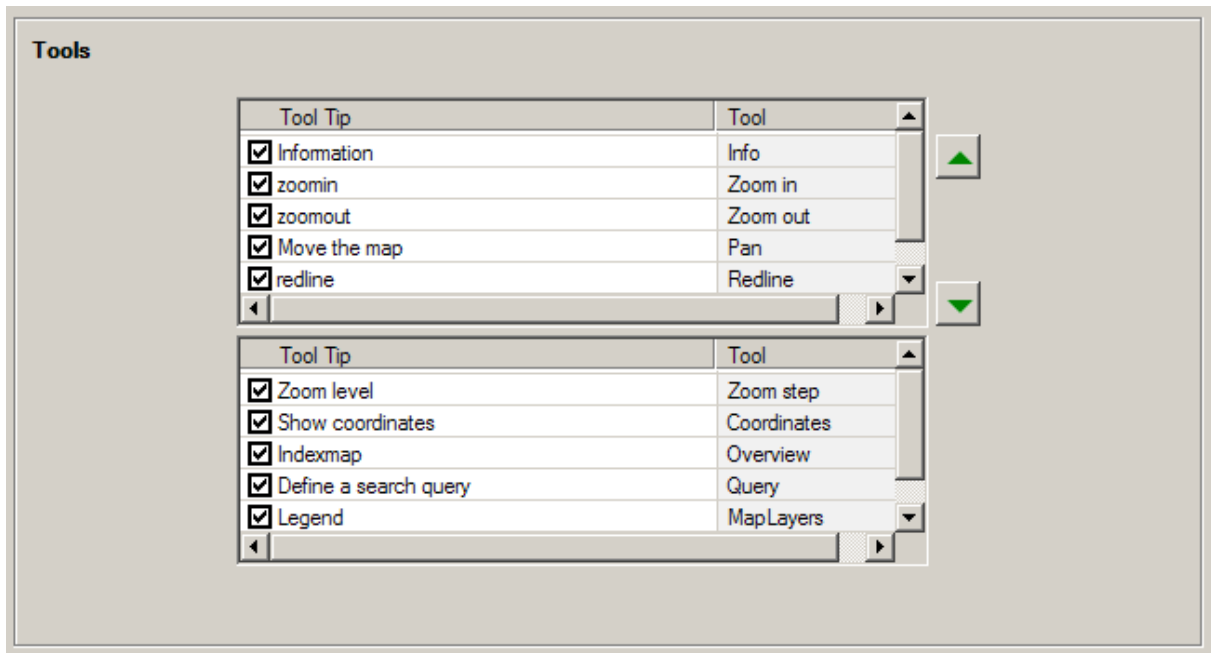 Tools
Tool Tip Tool
Information Info
zoomin Zoom in
zoomout Zoom out
Move the map Pan
redline Redline
Tool Tip Tool
Zoom level Zoom step
Show coordinates Coordinates
Indexmap Overview
Define a search query Query
Legend MapLayers